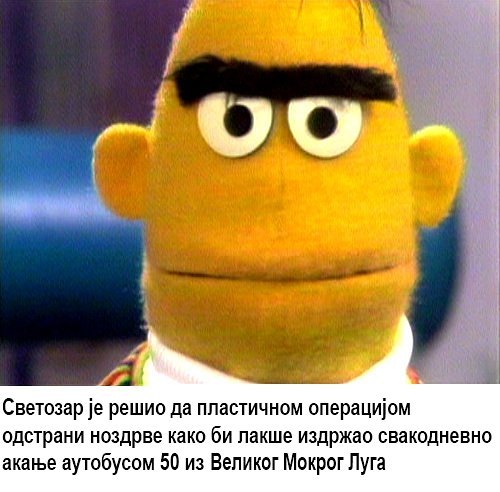 Светозар је решио да пластичном операцијом
одстрани ноздрве како би лакше издржао свакодневно
акање аутобусом 50 из Великог Мокрог Луга